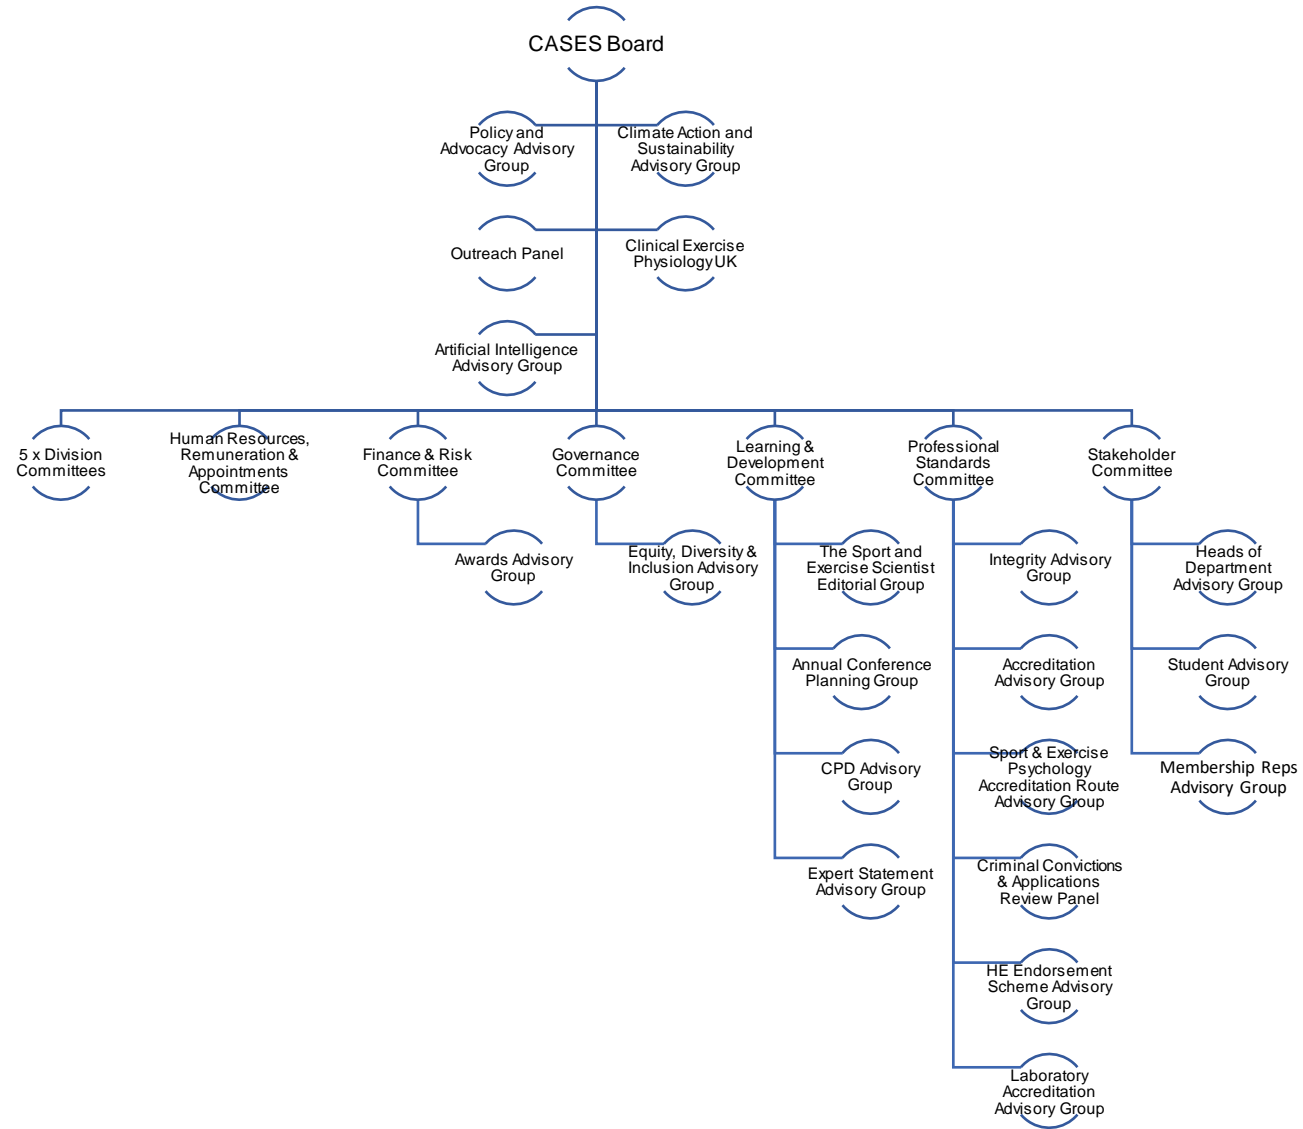 CASES Board
Policy and
Advocacy Advisory
Group
Climate Action and
Sustainability
Advisory Group
Outreach Panel
Clinical Exercise
Physiology UK
Artificial Intelligence
Advisory Group
5 x Division
Committees
Human Resources,
Remuneration &
Appointments
Committee
Finance & Risk
Committee
Governance
Committee
Learning &
Development
Committee
Professional
Standards
Committee
Stakeholder
Committee
Awards Advisory
Group
Equity, Diversity &
Inclusion Advisory
Group
The Sport and
Exercise Scientist
Editorial Group
Annual Conference
Planning Group
CPD Advisory
Group
Expert Statement
Advisory Group
Integrity Advisory
Group
Accreditation
Advisory Group
Sport & Exercise
Psychology
Accreditation Route
Advisory Group
Criminal Convictions
& Applications
Review Panel
HE Endorsement
Scheme Advisory
Group
Laboratory
Accreditation
Advisory Group
Heads of
Department
Advisory Group
Student Advisory
Group
Membership Reps
Advisory Group